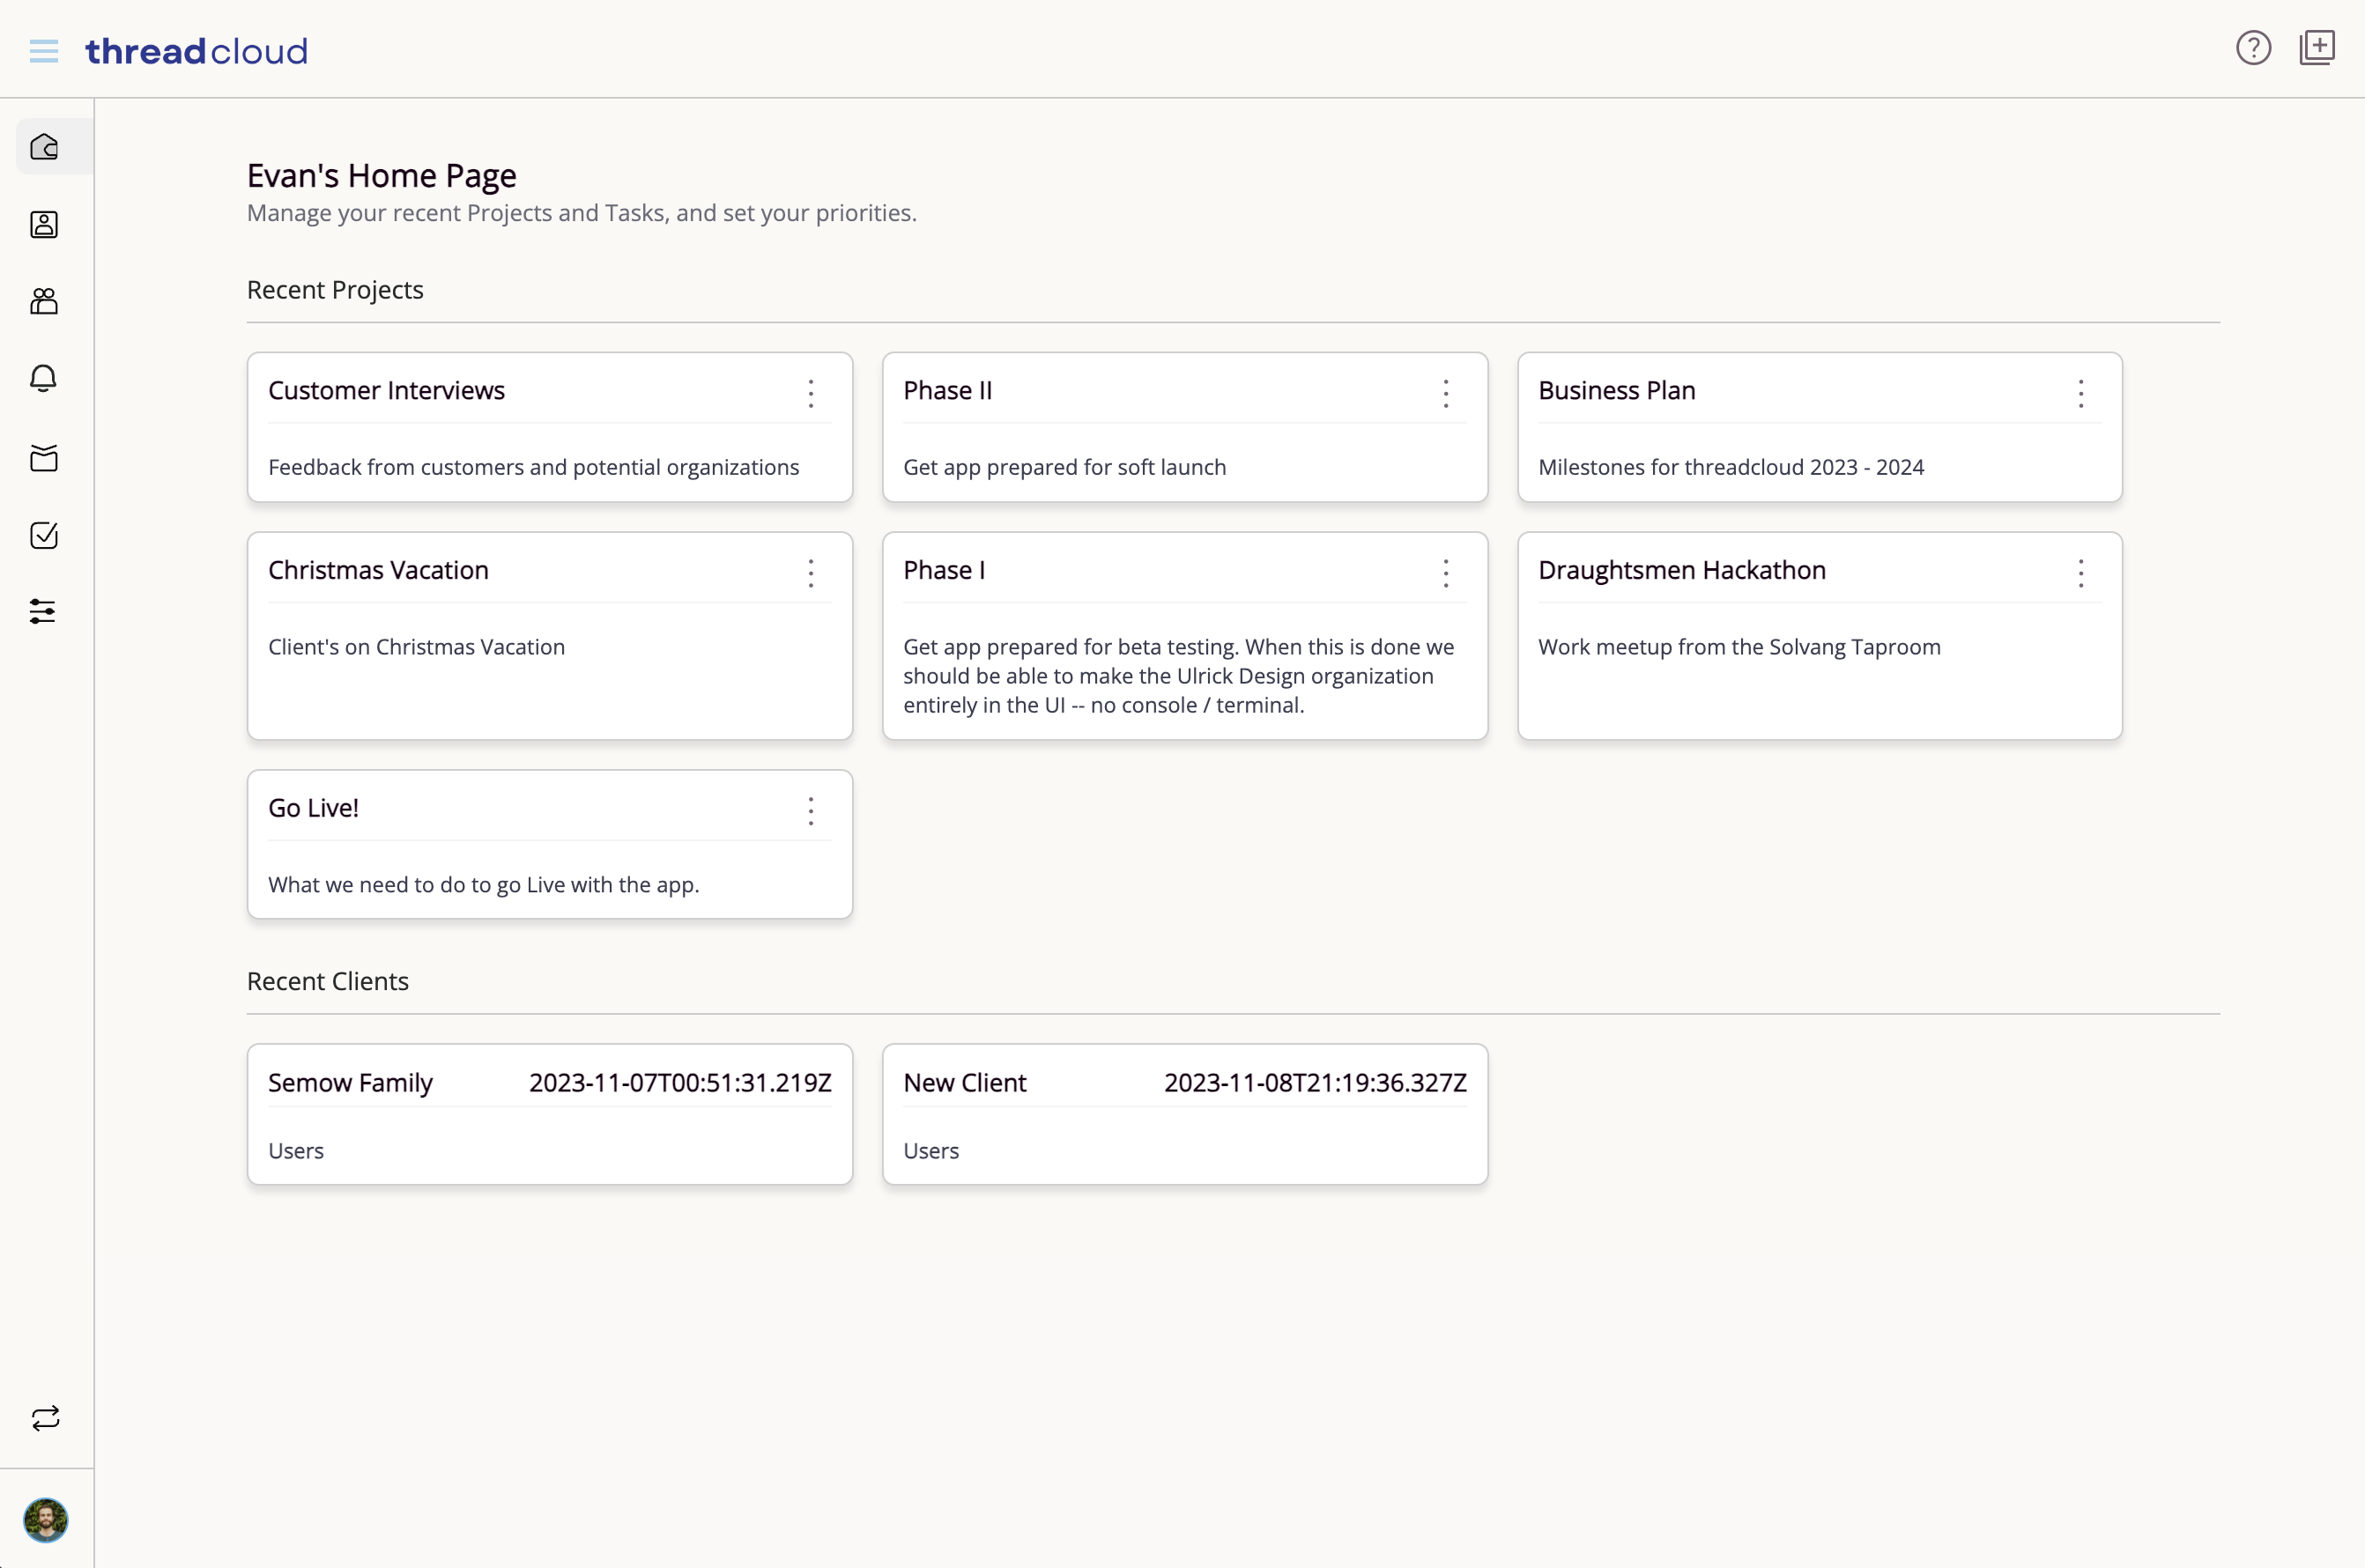 threadcloud
Evan's Home Page
Manage your recent Projects and Tasks, and set your priorities.
Recent Projects
Customer Interviews
Feedback from customers and potential organizations
Phase II
Get app prepared for soft launch
Business Plan
Milestones for threadcloud 2023 - 2024
Christmas Vacation
Client's on Christmas Vacation
Phase I
Get app prepared for beta testing. When this is done we
should be able to make the Ulrick Design organization
entirely in the UI -- no console / terminal.
Draughtsmen Hackathon
Work meetup from the Solvang Taproom
Go Live!
What we need to do to go Live with the app.
Recent Clients
Semow Family 2023-11-07T00:51:31.219Z
Users
New Client 2023-11-08T21:19:36.327Z
Users